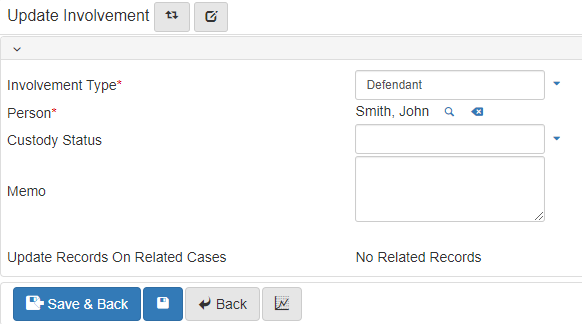 Update Involvement
Involvement Type* Defendant
Person* Smith, John
Custody Status
Memo
Update Records On Related Cases No Related Records
Save & Back Back